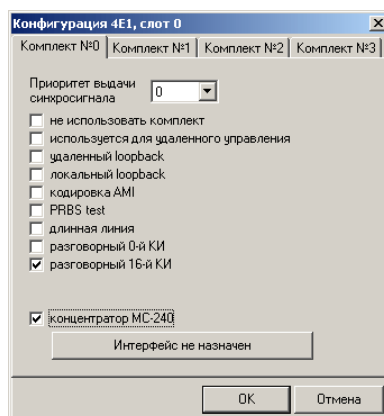 Конфигурация 4E1, слот 0
Комплект №0 Комплект №1 Комплект №2 Комплект №3
Приоритет выдачи
синхросигнала 0
не использовать комплект
используется для удаленного управления
удаленный loopback
локальный loopback
кодировка AMI
PRBS test
длинная линия
разговорный 0-й КИ
разговорный 16-й КИ
концентратор МС-240
Интерфейс не назначен
OK Отмена